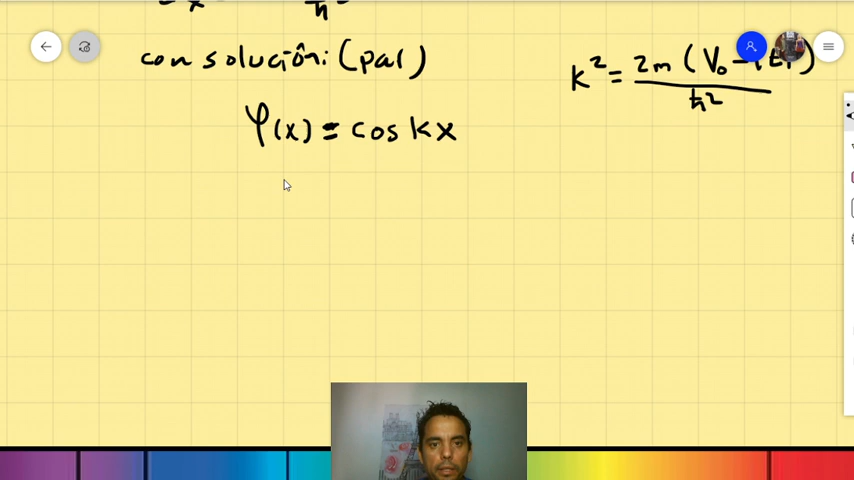 con solución: (par)
φ(x) = cos kx
k² = 2m (V₀ - |E|) / ħ²